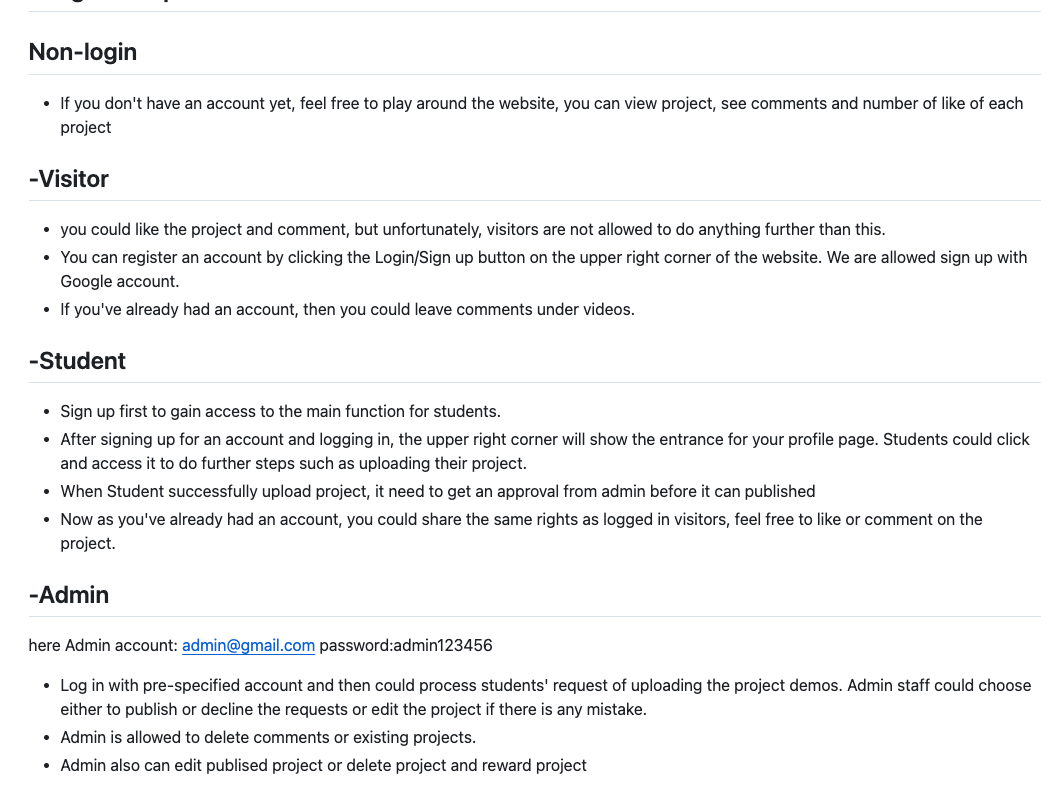 Non-login
• If you don't have an account yet, feel free to play around the website, you can view project, see comments and number of like of each
project
-Visitor
• you could like the project and comment, but unfortunately, visitors are not allowed to do anything further than this.
• You can register an account by clicking the Login/Sign up button on the upper right corner of the website. We are allowed sign up with
Google account.
• If you've already had an account, then you could leave comments under videos.
-Student
• Sign up first to gain access to the main function for students.
• After signing up for an account and logging in, the upper right corner will show the entrance for your profile page. Students could click
and access it to do further steps such as uploading their project.
• When Student successfully upload project, it need to get an approval from admin before it can published
• Now as you've already had an account, you could share the same rights as logged in visitors, feel free to like or comment on the
project.
-Admin
here Admin account: admin@gmail.com password:admin123456
• Log in with pre-specified account and then could process students' request of uploading the project demos. Admin staff could choose
either to publish or decline the requests or edit the project if there is any mistake.
• Admin is allowed to delete comments or existing projects.
• Admin also can edit publised project or delete project and reward project